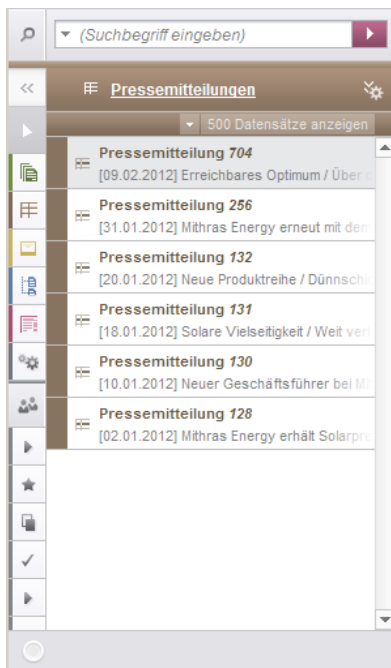 (Suchbegriff eingeben)
Pressemitteilungen
500 Datensätze anzeigen
Pressemitteilung 704
[09.02.2012] Erreichbares Optimum / Über
Pressemitteilung 256
[31.01.2012] Mithras Energy erneut mit dem
Pressemitteilung 132
[20.01.2012] Neue Produktreihe / Dünnschi
Pressemitteilung 131
[18.01.2012] Solare Vielseitigkeit / Weit ver
Pressemitteilung 130
[10.01.2012] Neuer Geschäftsführer bei Mi
Pressemitteilung 128
[02.01.2012] Mithras Energy erhält Solarpre